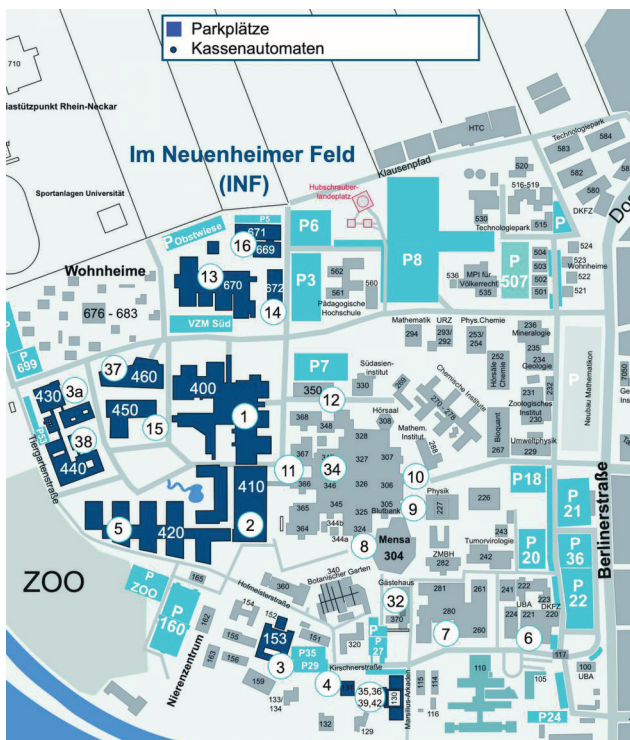 Parkplätze
Kassenautomaten
710
iastützpunkt Rhein-Neckar
Im Neuenheimer Feld
(INF)
Sportanlagen Universität
Hubschrauber-
landeplatz
Klausenpfad
HTC
Technologiepark
584
583
582
580
520
516-519
DKFZ
530
515
Technologiepark
P
P Obstwiese
P5
671
16
669
P6
P8
P
507
504
503
502
501
524
523
522
521
Wohnheime
Wohnheime
676 - 683
13
670
672
14
VZM Süd
P3
562
561
560
Pädagogische
Hochschule
536
MPI für
Völkerrecht
535
P
699
37
460
400
P7
350
330
Südasien-
institut
Mathematik
294
URZ
293/
292
Phys.Chemie
253/
254
Hörsäle
Chemie
252
236
Mineralogie
235
234
Geologie
P
Neubau Mathematikon
430
3a
450
15
1
12
368
348
Hörsaal
308
Chemische Institute
Mathem.
Institut
288
Bioquant
267
231
Zoologisches
Institut
230
232
Umweltphysik
229
Tiergartenstraße
440
38
11
367
34
328
327
307
366
346
326
306
10
365
345
325
305
364
344b
344a
324
9
Blutbank
Physik
227
226
P18
P
21
5
420
410
2
8
Mensa
304
ZMBH
282
Tumorvirologie
242
243
P
20
P
36
P
22
Berlinerstraße
ZOO
P
ZOO
165
P
160
Nierenzentrum
162
163
Hofmeisterstraße
154
152
155
156
153
151
3
159
360
340
Botanischer Garten
320
P35
P29
P
27
Gästehaus
32
370
281
280
7
261
260
241
222
UBA
223
DKFZ
224
221
220
6
117
100
UBA
Kirschnerstraße
4
133/
134
132
35,36
39,42
130
129
Marsilius-Arkaden
115
114
116
110
105
P24